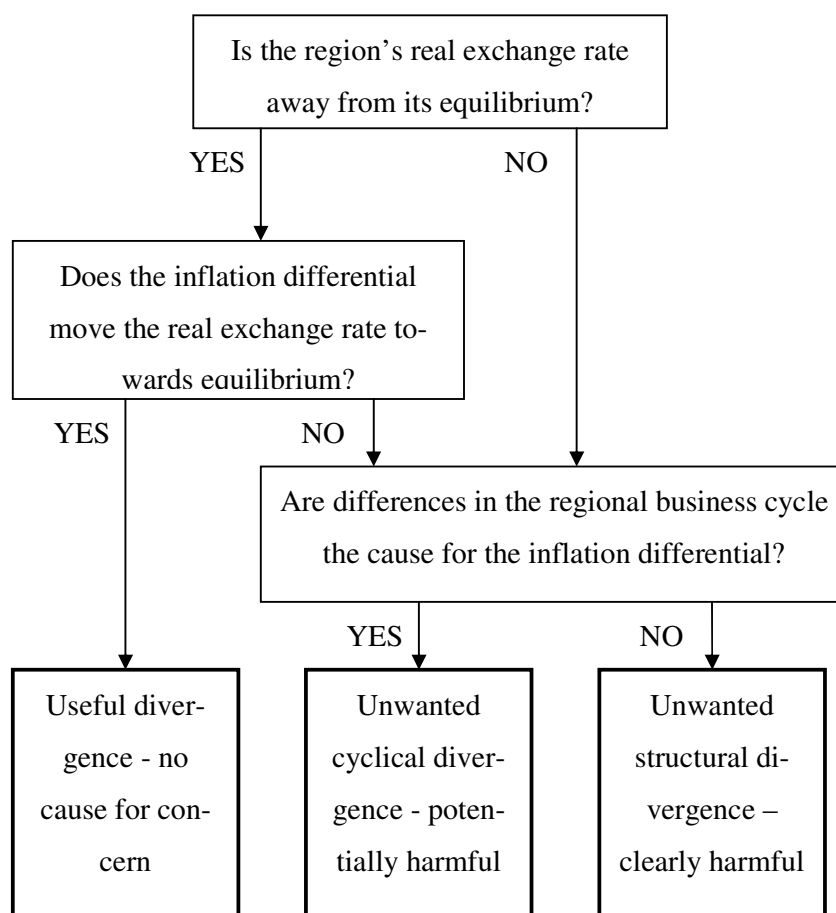 Is the region’s real exchange rate
away from its equilibrium?
YES
NO
Does the inflation differential
move the real exchange rate to-
wards equilibrium?
YES
NO
Are differences in the regional business cycle
the cause for the inflation differential?
YES
NO
Useful diver-
gence - no
cause for con-
cern
Unwanted
cyclical diver-
gence - poten-
tially harmful
Unwanted
structural di-
vergence –
clearly harmful